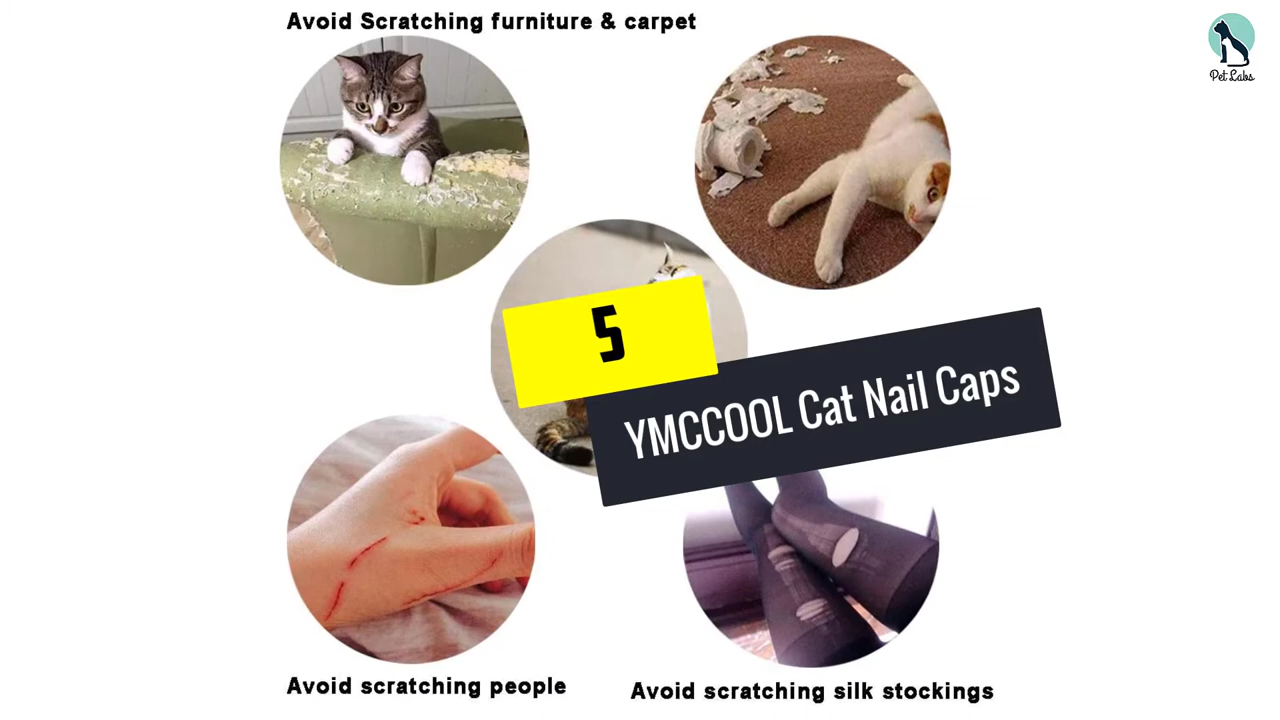 Avoid Scratching furniture & carpet
Pet Labs
5
YMCCOOL Cat Nail Caps
Avoid scratching people
Avoid scratching silk stockings